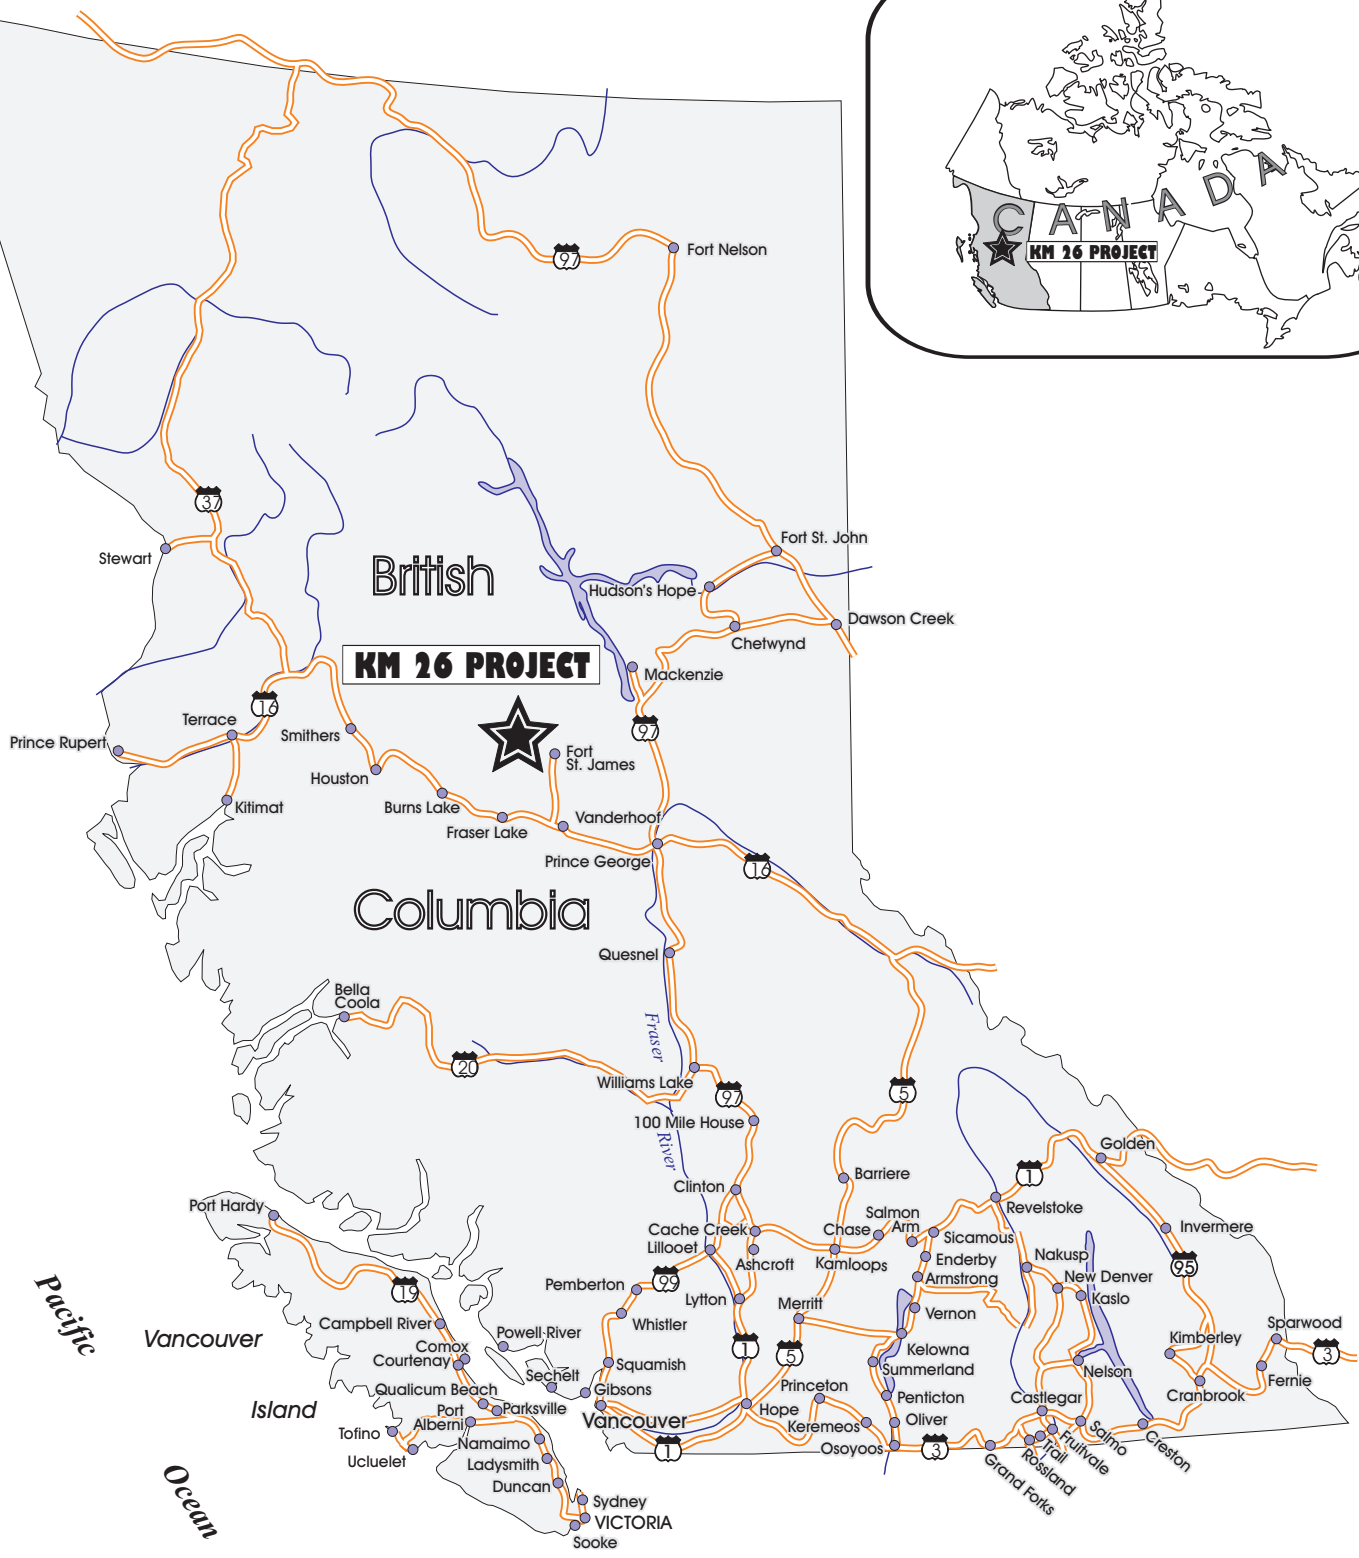 CANADA
KM 26 PROJECT
97
Fort Nelson
37
Stewart
Fort St. John
British
Hudson's Hope
Dawson Creek
Chetwynd
KM 26 PROJECT
Mackenzie
16
Terrace
Prince Rupert
Smithers
97
Fort
St. James
Houston
Kitimat
Burns Lake
Fraser Lake
Vanderhoof
Prince George
16
Columbia
Quesnel
Bella
Coola
Fraser
20
Williams Lake
97
5
100 Mile House
River
Golden
Barriere
1
Clinton
Port Hardy
Revelstoke
Salmon
Arm
Cache Creek
Chase
Sicamous
Invermere
Lillooet
Ashcroft
Kamloops
Enderby
Nakusp
95
Pemberton
99
Armstrong
New Denver
19
Lytton
Merritt
Kaslo
Vernon
Pacific
Campbell River
Whistler
Sparwood
Vancouver
Powell River
Kimberley
Comox
Courtenay
1
5
Kelowna
3
Squamish
Summerland
Nelson
Sechelt
Fernie
Qualicum Beach
Gibsons
Princeton
Penticton
Castlegar
Cranbrook
Island
Port
Alberni
Parksville
Vancouver
Hope
Keremeos
Oliver
Salmo
Tofino
Namaimo
1
Osoyoos
3
Fruitvale
Creston
Ucluelet
Ladysmith
Trail
Rossland
Grand Forks
Duncan
Ocean
Sydney
VICTORIA
Sooke